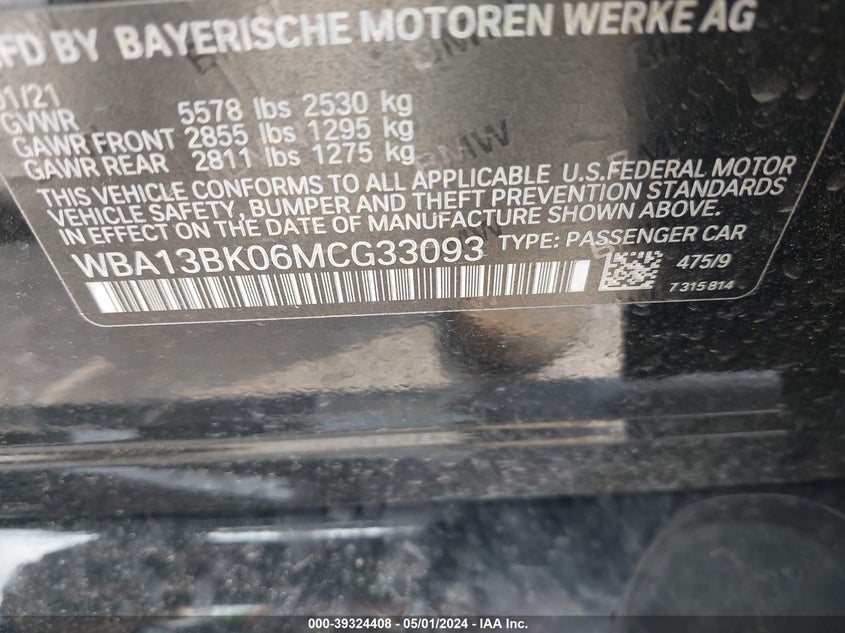 MFD BY BAYERISCHE MOTOREN WERKE AG
01/21
GVWR 5578 lbs 2530 kg
GAWR FRONT 2855 lbs 1295 kg
GAWR REAR 2811 lbs 1275 kg
THIS VEHICLE CONFORMS TO ALL APPLICABLE U.S.FEDERAL MOTOR
VEHICLE SAFETY, BUMPER AND THEFT PREVENTION STANDARDS
IN EFFECT ON THE DATE OF MANUFACTURE SHOWN ABOVE.
WBA13BK06MCG33093 TYPE: PASSENGER CAR
475/9
7 315 814
000-39324408 - 05/01/2024 - IAA Inc.